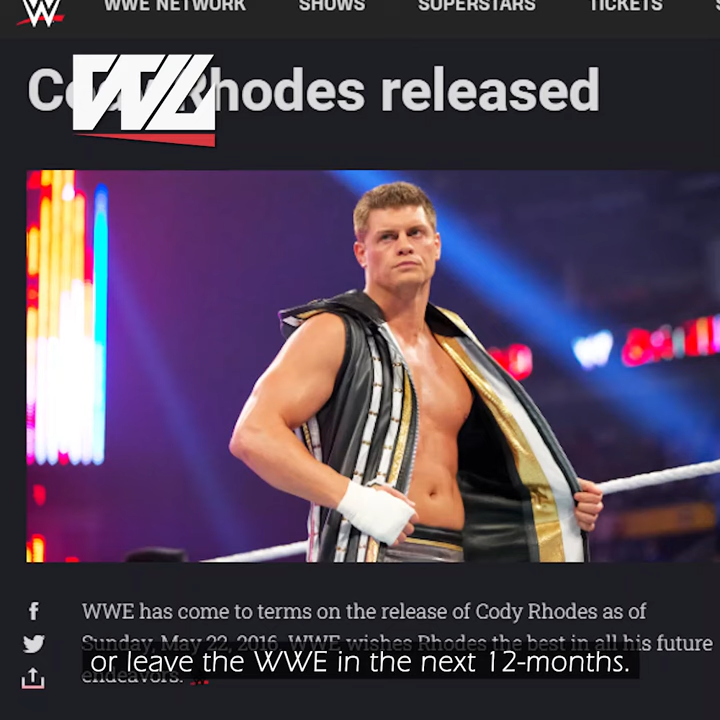 W
WWE NETWORK SHOWS SUPERSTARS TICKETS
Cody Rhodes released
WL
WWE has come to terms on the release of Cody Rhodes as of
Sunday, May 22, 2016. WWE wishes Rhodes the best in all his future
endeavors.
or leave the WWE in the next 12-months.